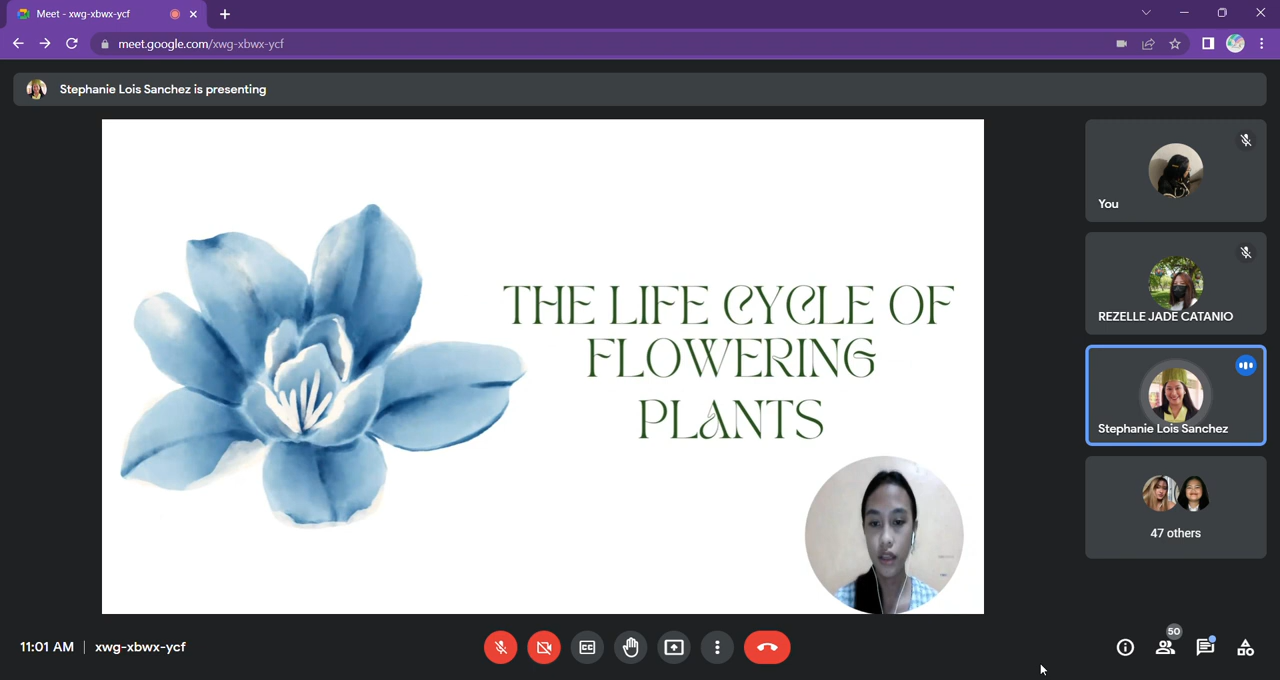 Meet - xwg-xbwx-ycf
meet.google.com/xwg-xbwx-ycf
Stephanie Lois Sanchez is presenting
THE LIFE CYCLE OF
FLOWERING
PLANTS
You
REZELLE JADE CATANIO
Stephanie Lois Sanchez
47 others
11:01 AM | xwg-xbwx-ycf
CC
50